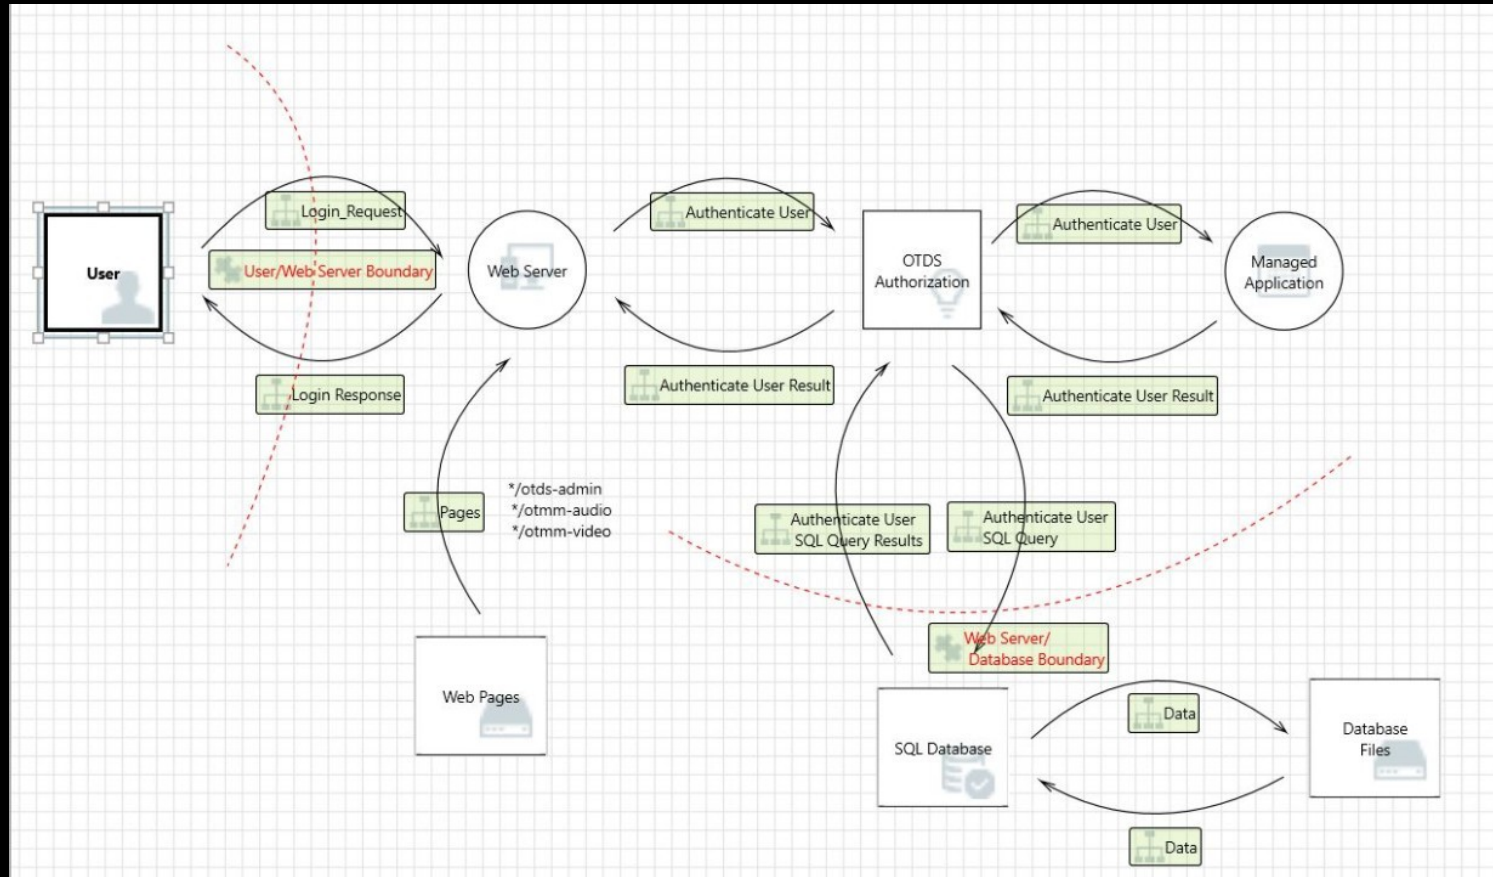 Login_Request
Authenticate User
Authenticate User
User
User/Web Server Boundary
Web Server
OTDS
Authorization
Managed
Application
Login Response
Authenticate User Result
Authenticate User Result
Pages
*/otds-admin
*/otmm-audio
*/otmm-video
Authenticate User
SQL Query Results
Authenticate User
SQL Query
Web Server/
Database Boundary
Web Pages
SQL Database
Data
Database
Files
Data